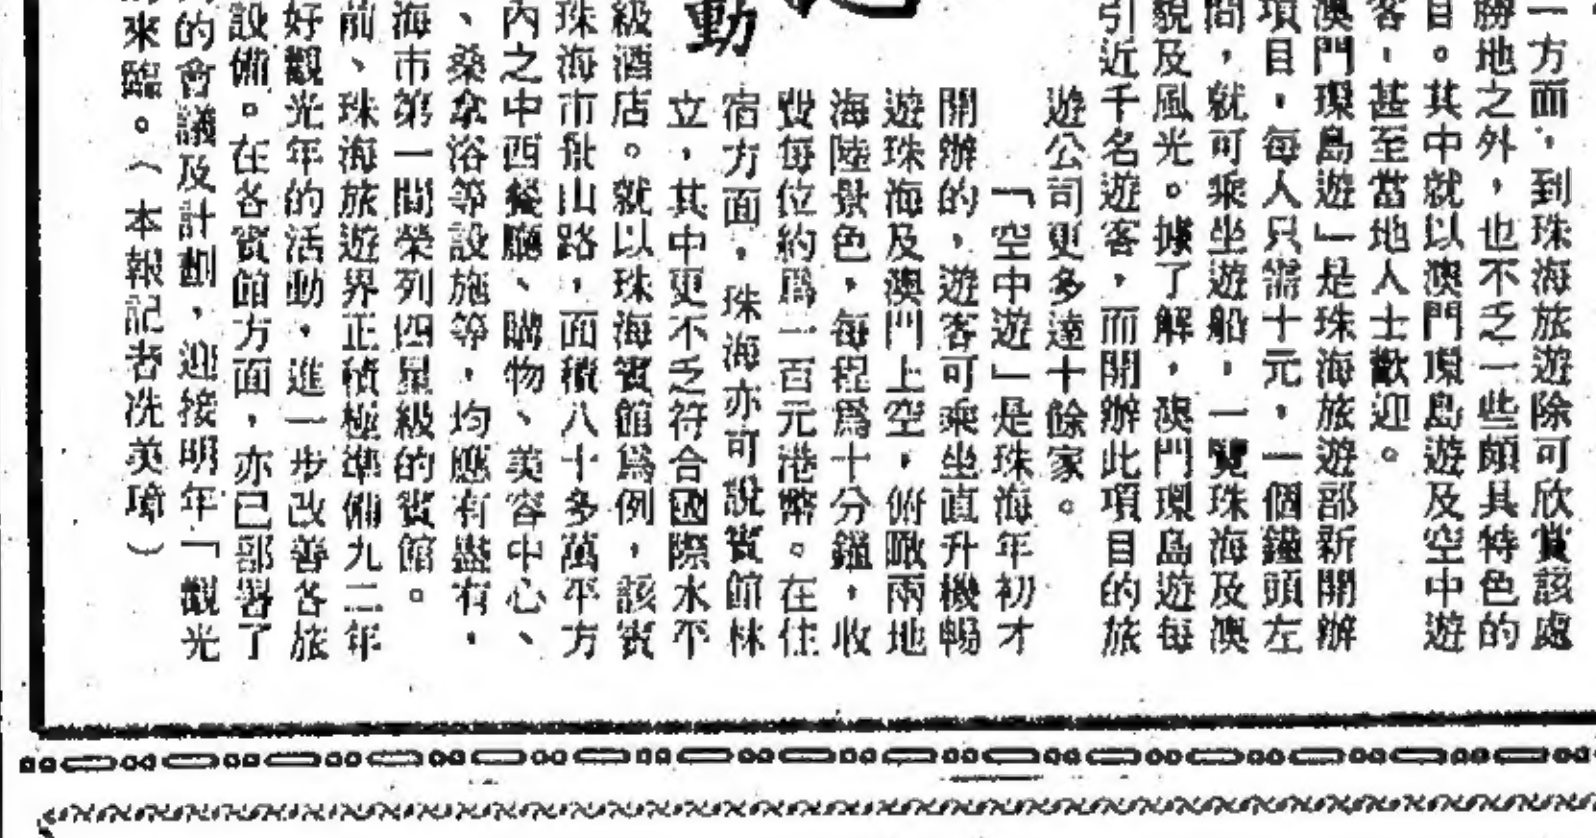 一方面，到珠海旅遊除可欣賞該處
勝地之外，也不乏一些頗具特色的
目。其中就以澳門環島遊及空中遊
客，甚至當地人士歡迎。
澳門環島遊」是珠海旅遊部新開辦
項目，每人只需十元，一個鐘頭左
問，就可乘坐遊船，一覽珠海及澳
貌及風光。據了解，澳門環島遊每
引近千名遊客，而開辦此項目的旅
遊公司更多達十餘家。
「空中遊」是珠海年初才
開辦的，遊客可乘坐直升機暢
遊珠海及澳門上空，俯瞰兩地
海陸景色，每程爲十分鐘，收
費每位約爲一百元港幣。在住
宿方面，珠海亦可說賓館林
立，其中更不乏符合國際水平
動
級酒店。就以珠海賓館爲例，該賓
珠海市 山路，面積八十多萬平方
內之中西餐廳、購物、美容中心、
、桑拿浴等設施等，均應有盡有，
海市第一間榮列四星級的賓館。
前、珠海旅遊界正積極準備九二年
好觀光年的活動，進一步改善各旅
設備。在各賓館方面，亦已部署了
的會議及計劃，迎接明年「觀光
來臨。（本報記者冼英瑋）